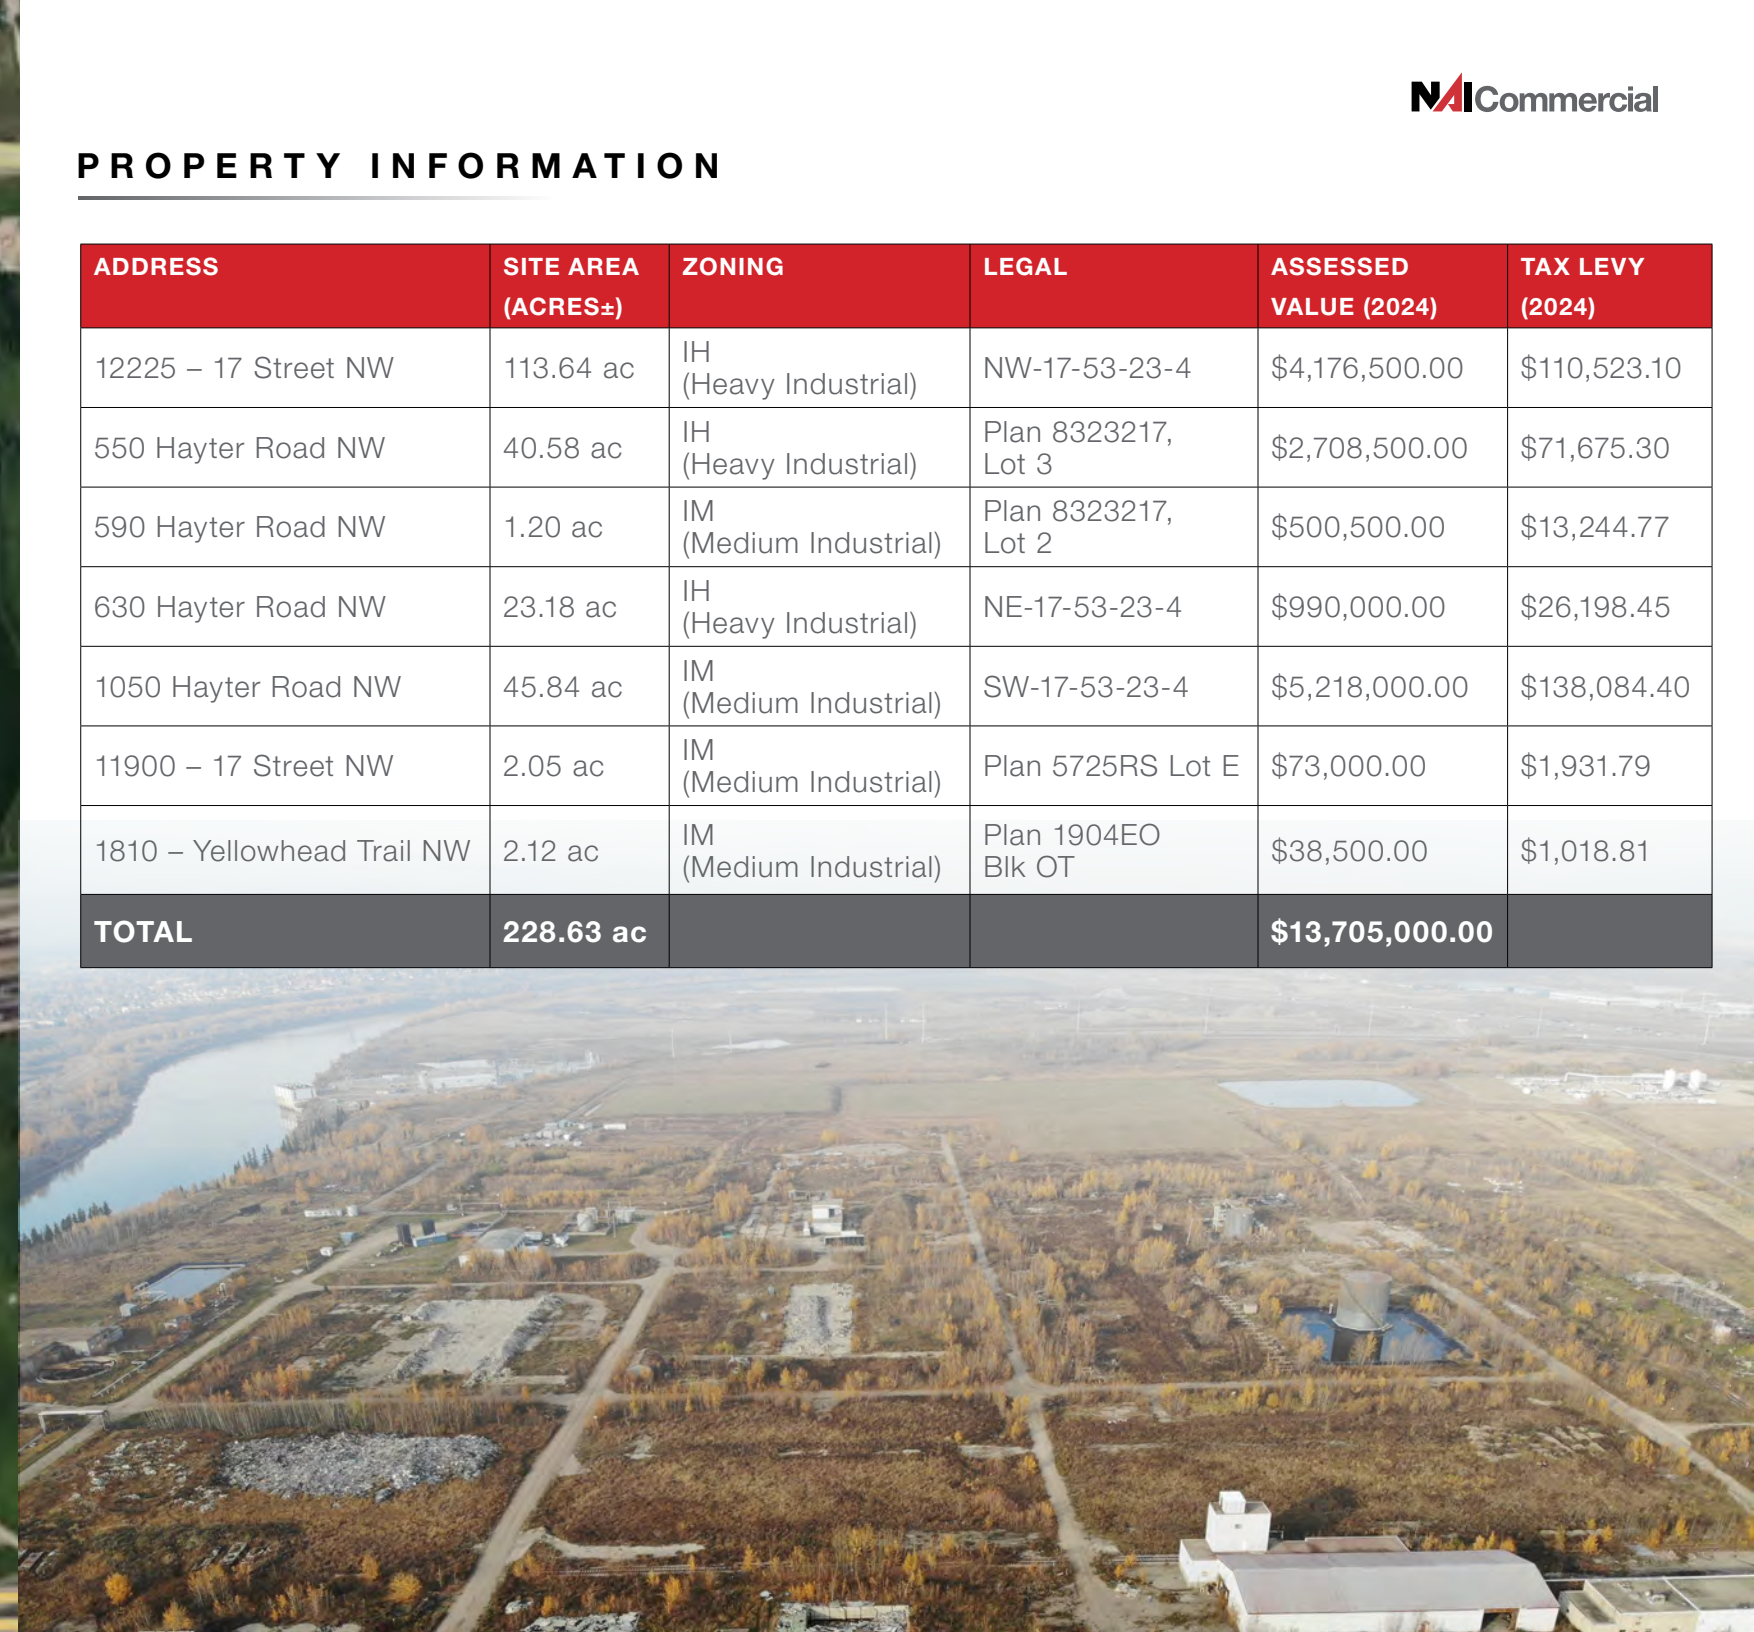 NAI Commercial
PROPERTY INFORMATION
ADDRESS
SITE AREA
(ACRES±)
ZONING
LEGAL
ASSESSED
VALUE (2024)
TAX LEVY
(2024)
12225 – 17 Street NW
113.64 ac
IH
(Heavy Industrial)
NW-17-53-23-4
$4,176,500.00
$110,523.10
550 Hayter Road NW
40.58 ac
IH
(Heavy Industrial)
Plan 8323217,
Lot 3
$2,708,500.00
$71,675.30
590 Hayter Road NW
1.20 ac
IM
(Medium Industrial)
Plan 8323217,
Lot 2
$500,500.00
$13,244.77
630 Hayter Road NW
23.18 ac
IH
(Heavy Industrial)
NE-17-53-23-4
$990,000.00
$26,198.45
1050 Hayter Road NW
45.84 ac
IM
(Medium Industrial)
SW-17-53-23-4
$5,218,000.00
$138,084.40
11900 – 17 Street NW
2.05 ac
IM
(Medium Industrial)
Plan 5725RS Lot E
$73,000.00
$1,931.79
1810 – Yellowhead Trail NW
2.12 ac
IM
(Medium Industrial)
Plan 1904EO
Blk OT
$38,500.00
$1,018.81
TOTAL
228.63 ac
$13,705,000.00